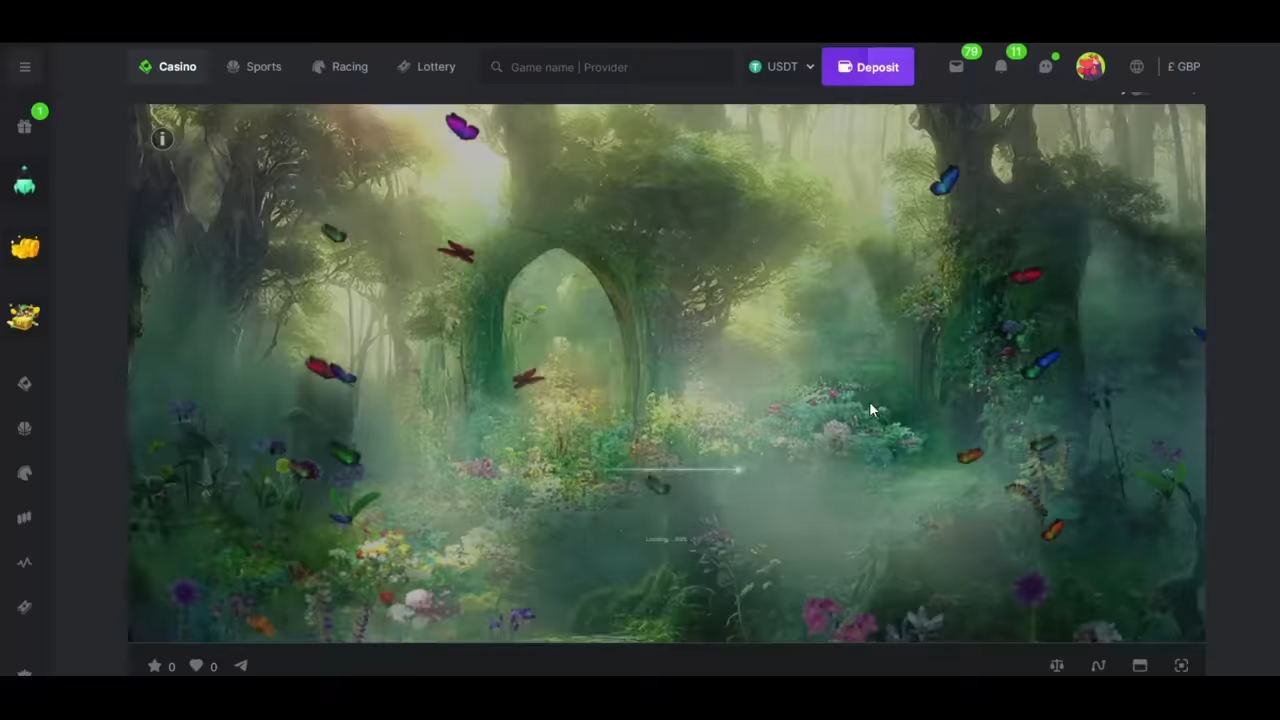 1
Casino
Sports
Racing
Lottery
Game name | Provider
USDT
Deposit
79
11
£ GBP
i
0
0